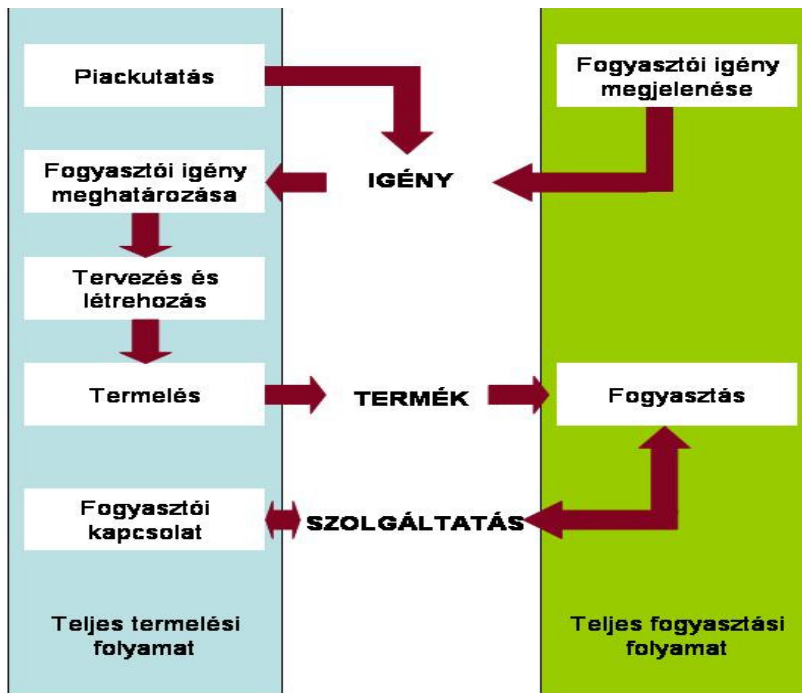 Piackutatás
Fogyasztói igény
megjelenése
Fogyasztói igény
meghatározása
IGÉNY
Tervezés és
létrehozás
Termelés
TERMÉK
Fogyasztás
Fogyasztói
kapcsolat
SZOLGÁLTATÁS
Teljes termelési
folyamat
Teljes fogyasztási
folyamat